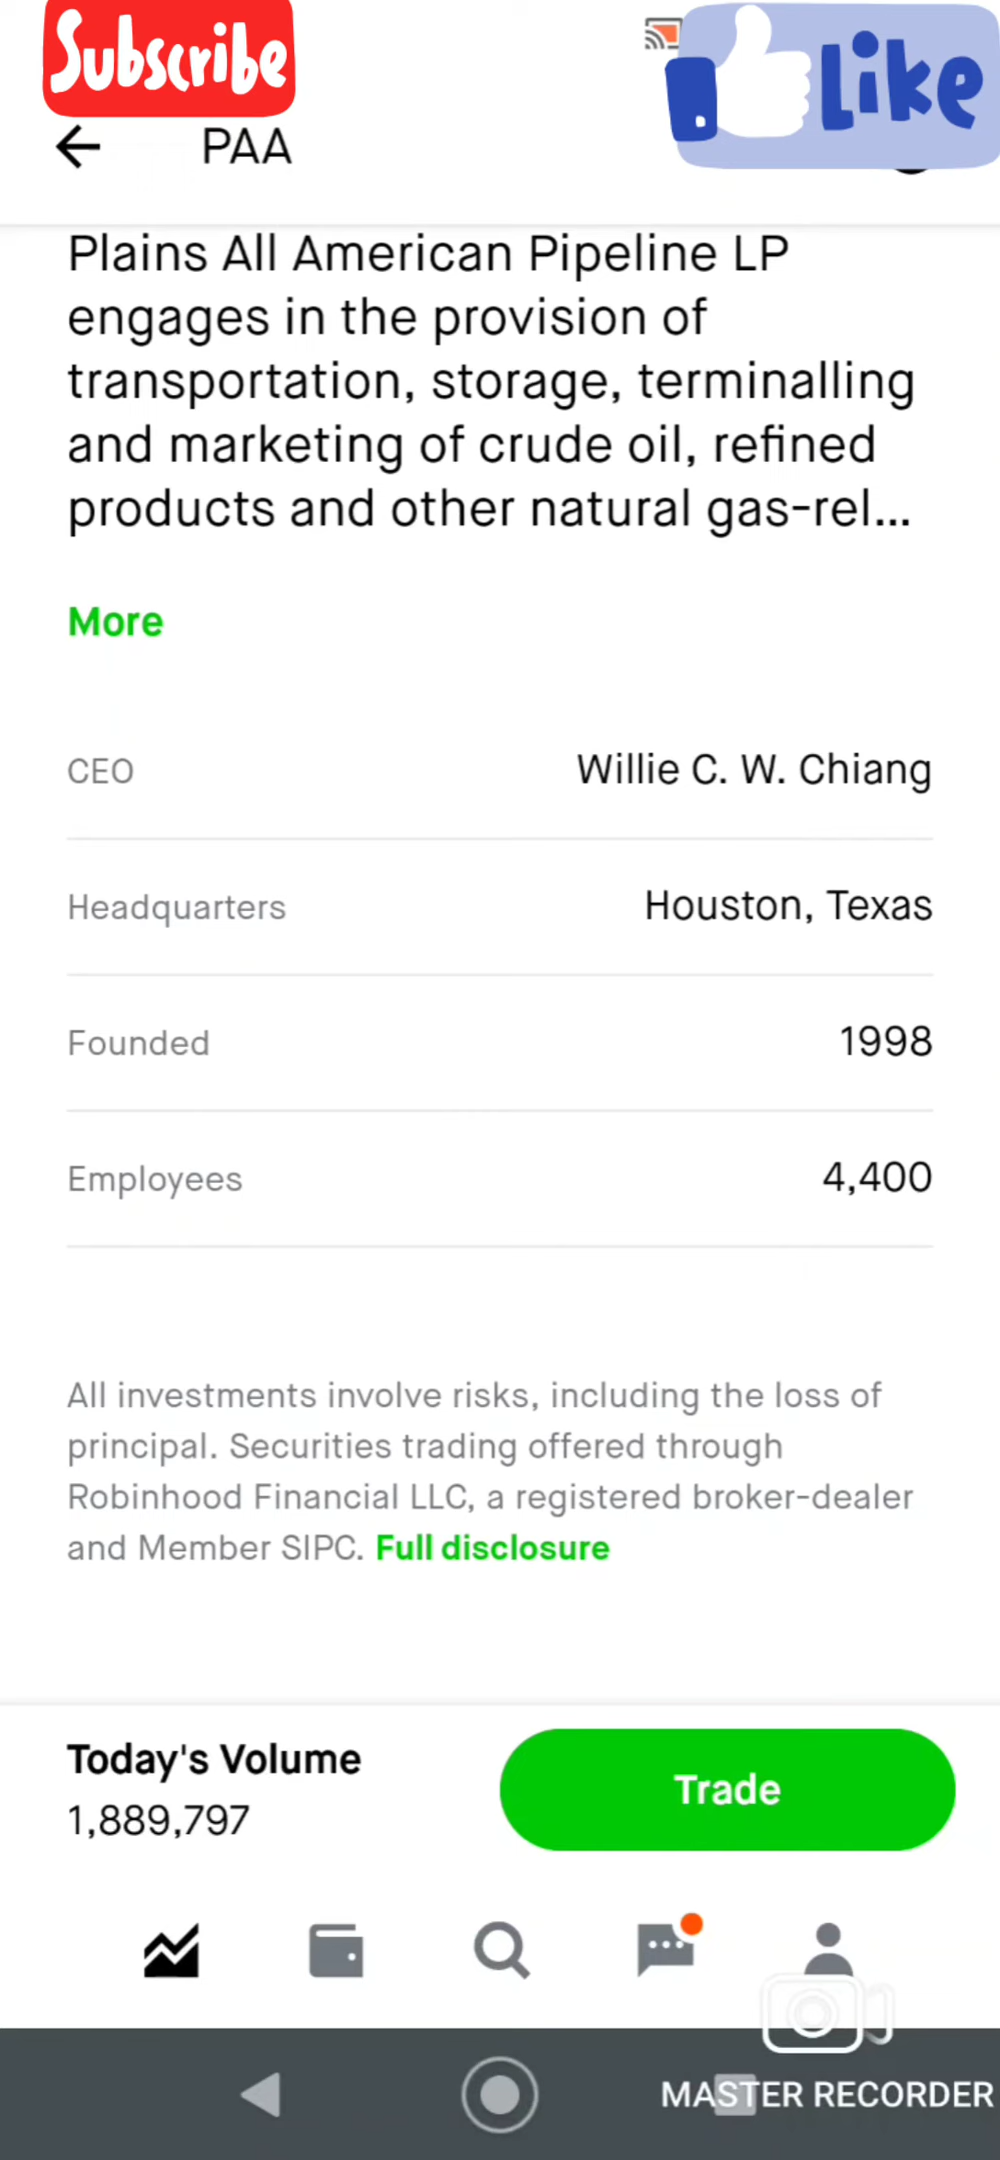 Subscribe
Like
PAA
Plains All American Pipeline LP
engages in the provision of
transportation, storage, terminalling
and marketing of crude oil, refined
products and other natural gas-rel...
More
CEO Willie C. W. Chiang
Headquarters Houston, Texas
Founded 1998
Employees 4,400
All investments involve risks, including the loss of
principal. Securities trading offered through
Robinhood Financial LLC, a registered broker-dealer
and Member SIPC. Full disclosure
Today's Volume
1,889,797
Trade
MASTER RECORDER